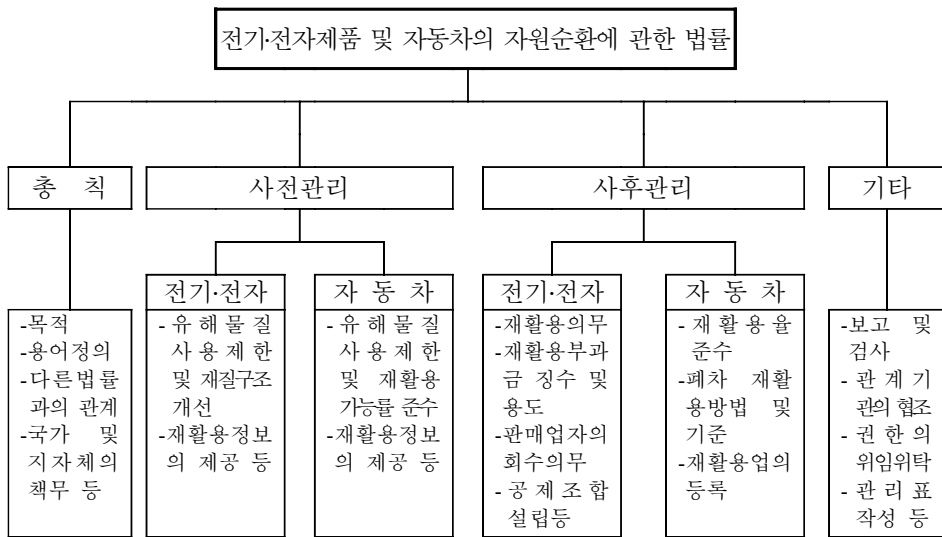 전기·전자제품 및 자동차의 자원순환에 관한 법률
총 칙
사전관리
사후관리
기타
전기·전자
자 동 차
전기·전자
자 동 차
-목적
-용어정의
-다른법률
과의 관계
-국가 및
지자체의
책무 등
- 유해물질
사용제한
및 재질구조
개선
-재활용정보
의 제공 등
- 유해물질
사용제한
및 재활용
가능률 준수
-재활용정보
의 제공 등
-재활용의무
-재활용부과
금 징수 및
용도
-판매업자의
회수의무
- 공제조합
설립등
- 재활용율
준수
-폐차 재활
용방법 및
기준
-재활용업의
등록
-보고 및
검사
- 관계기
관의 협조
- 권한의
위임위탁
- 관리표
작성 등